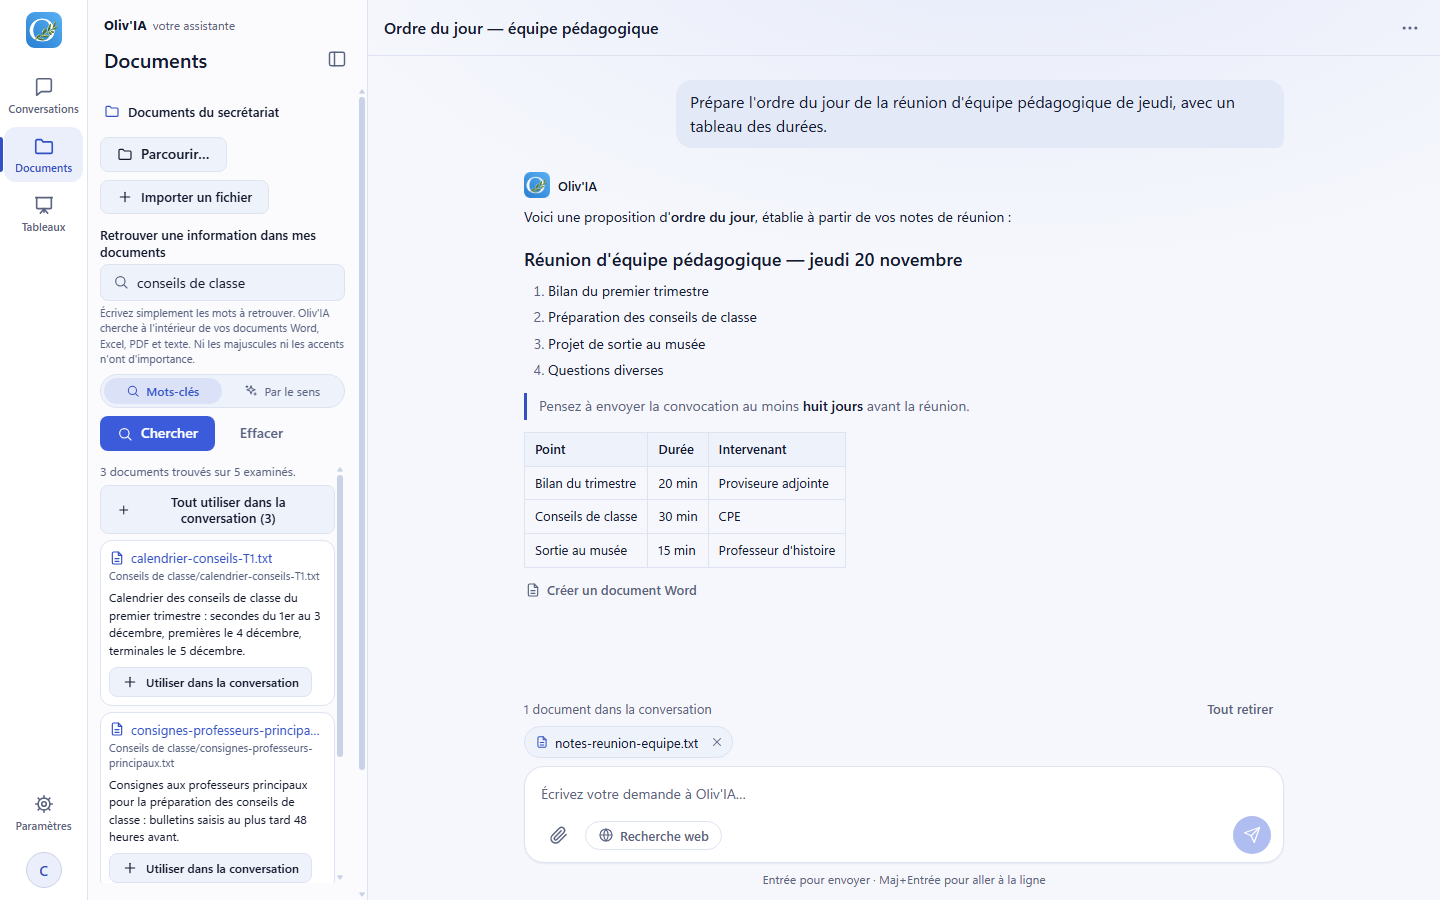 Oliv'IA votre assistante
Documents
Conversations
Documents
Tableaux
Paramètres
C
Documents du secrétariat
Parcourir...
Importer un fichier
Retrouver une information dans mes
documents
conseils de classe
Écrivez simplement les mots à retrouver. Oliv'IA
cherche à l'intérieur de vos documents Word,
Excel, PDF et texte. Ni les majuscules ni les accents
n'ont d'importance.
Mots-clés
Par le sens
Chercher
Effacer
3 documents trouvés sur 5 examinés.
Tout utiliser dans la
conversation (3)
calendrier-conseils-T1.txt
Conseils de classe/calendrier-conseils-T1.txt
Calendrier des conseils de classe du
premier trimestre : secondes du 1er au 3
décembre, premières le 4 décembre,
terminales le 5 décembre.
Utiliser dans la conversation
consignes-professeurs-principa...
Conseils de classe/consignes-professeurs-
principaux.txt
Consignes aux professeurs principaux
pour la préparation des conseils de
classe : bulletins saisis au plus tard 48
heures avant.
Utiliser dans la conversation
Ordre du jour — équipe pédagogique
Prépare l'ordre du jour de la réunion d'équipe pédagogique de jeudi, avec un
tableau des durées.
Oliv'IA
Voici une proposition d'ordre du jour, établie à partir de vos notes de réunion :
Réunion d'équipe pédagogique — jeudi 20 novembre
1. Bilan du premier trimestre
2. Préparation des conseils de classe
3. Projet de sortie au musée
4. Questions diverses
Pensez à envoyer la convocation au moins huit jours avant la réunion.
Point Durée Intervenant
Bilan du trimestre 20 min Proviseure adjointe
Conseils de classe 30 min CPE
Sortie au musée 15 min Professeur d'histoire
Créer un document Word
1 document dans la conversation
Tout retirer
notes-reunion-equipe.txt
Écrivez votre demande à Oliv'IA...
Recherche web
Entrée pour envoyer · Maj+Entrée pour aller à la ligne